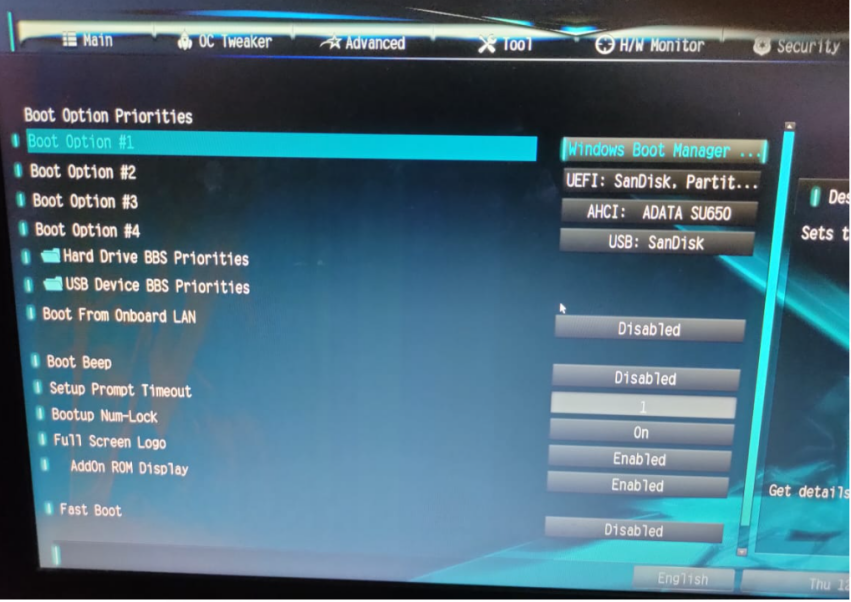 Main OC Tweaker Advanced Tool H/W Monitor Security
Boot Option Priorities
Boot Option #1 Windows Boot Manager ...
Boot Option #2 UEFI: SanDisk, Partit...
Boot Option #3 AHCI: ADATA SU650
Boot Option #4 USB: SanDisk
Hard Drive BBS Priorities
USB Device BBS Priorities
Boot From Onboard LAN Disabled
Boot Beep Disabled
Setup Prompt Timeout 1
Bootup Num-Lock On
Full Screen Logo Enabled
AddOn ROM Display Enabled
Fast Boot Disabled
Des
Sets t
Get details
English Thu